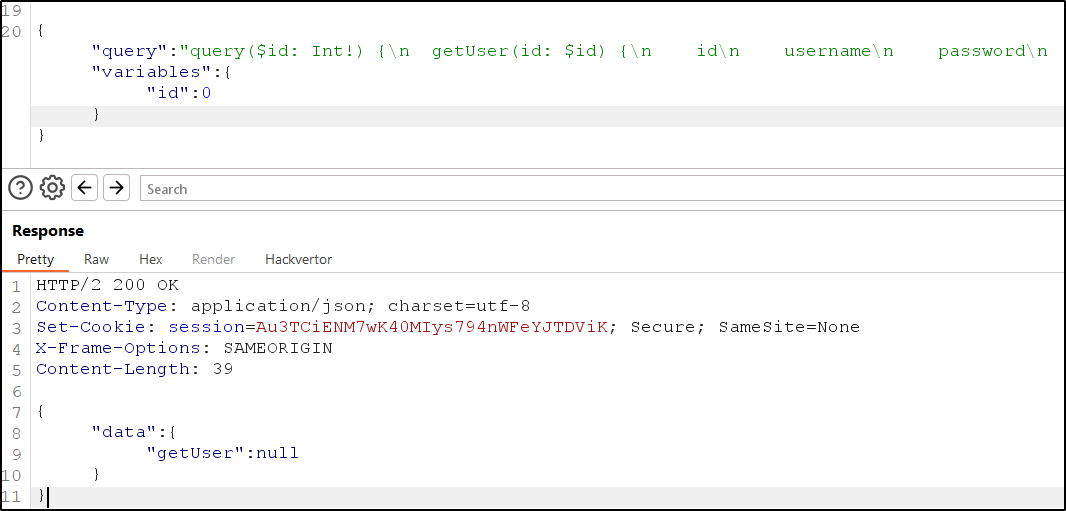 19
20 {
"query":"query($id: Int!) {\n  getUser(id: $id) {\n    id\n    username\n    password\n
"variables":{
"id":0
}
}
? Search
Response
Pretty Raw Hex Render Hackvertor
1 HTTP/2 200 OK
2 Content-Type: application/json; charset=utf-8
3 Set-Cookie: session=Au3TCiENM7wK40MIys794nWFeYJTDViK; Secure; SameSite=None
4 X-Frame-Options: SAMEORIGIN
5 Content-Length: 39
6
7 {
8 "data":{
9 "getUser":null
10 }
11 }